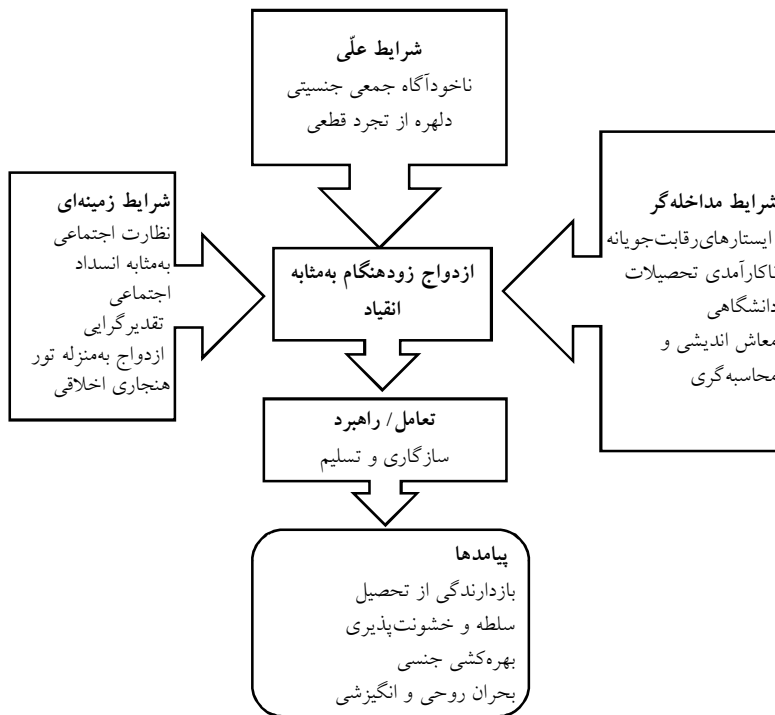 شرایط علّی
ناخودآگاه جمعی جنسیتی
دلهره از تجرد قطعی
شرایط مداخله‌گر
ایستارهای‌رقابت‌جویانه
ناکارآمدی تحصیلات
دانشگاهی
معاش اندیشی و
محاسبه‌گری
شرایط زمینه‌ای
نظارت اجتماعی
به‌مثابه انسداد
اجتماعی
تقدیرگرایی
ازدواج به‌منزله تور
هنجاری اخلاقی
ازدواج زودهنگام به‌مثابه
انقیاد
تعامل/ راهبرد
سازگاری و تسلیم
پیامدها
بازدارندگی از تحصیل
سلطه و خشونت‌پذیری
بهره‌کشی جنسی
بحران روحی و انگیزشی